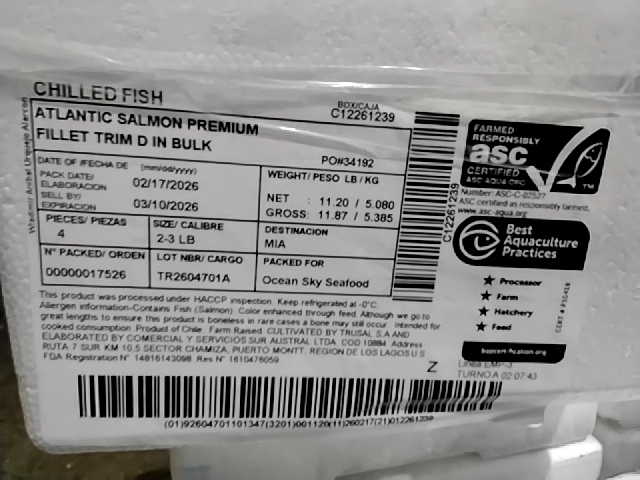 CHILLED FISH
BOX/CAJA
C12261239
ATLANTIC SALMON PREMIUM
FILLET TRIM D IN BULK
PO#34192
DATE OF /FECHA DE (mm/dd/yyyy)
PACK DATE/
ELABORACION 02/17/2026
SELL BY/
EXPIRACION 03/10/2026
WEIGHT/ PESO LB / KG
NET : 11.20 / 5.080
GROSS: 11.87 / 5.385
PIECES/ PIEZAS
4
SIZE/ CALIBRE
2-3 LB
DESTINACION
MIA
N° PACKED/ ORDEN
00000017526
LOT NBR/ CARGO
TR2604701A
PACKED FOR
Ocean Sky Seafood
This product was processed under HACCP inspection. Keep refrigerated at -0°C.
Allergen information-Contains Fish (Salmon). Color enhanced through feed. Although we go
great lengths to ensure this product is boneless in rare cases a bone may still occur. Intended for
cooked consumption. Product of Chile. Farm Raised. CULTIVATED BY TRUSAL S.A AND
ELABORATED BY COMERCIAL Y SERVICIOS SUR AUSTRAL LTDA. COD 10884. Address
RUTA 7 SUR KM 10.5 SECTOR CHAMIZA, PUERTO MONTT. REGION DE LOS LAGOS
FDA Registration N° 14816143098 Res N° 1610476059
Z
(01)92604701101347(3201)001120(11)260217(21)012261239
C12261239
FARMED
RESPONSIBLY
asc
CERTIFIED
ASC-AQUA.ORG
TM
Number: ASC-C-02527
ASC certified as responsibly farmed.
www.asc-aqua.org
Best
Aquaculture
Practices
★ Processor
★ Farm
★ Hatchery
★ Feed
CERT #
bapcertification.org
Linea EMP-3
TURNO A 02:07:43